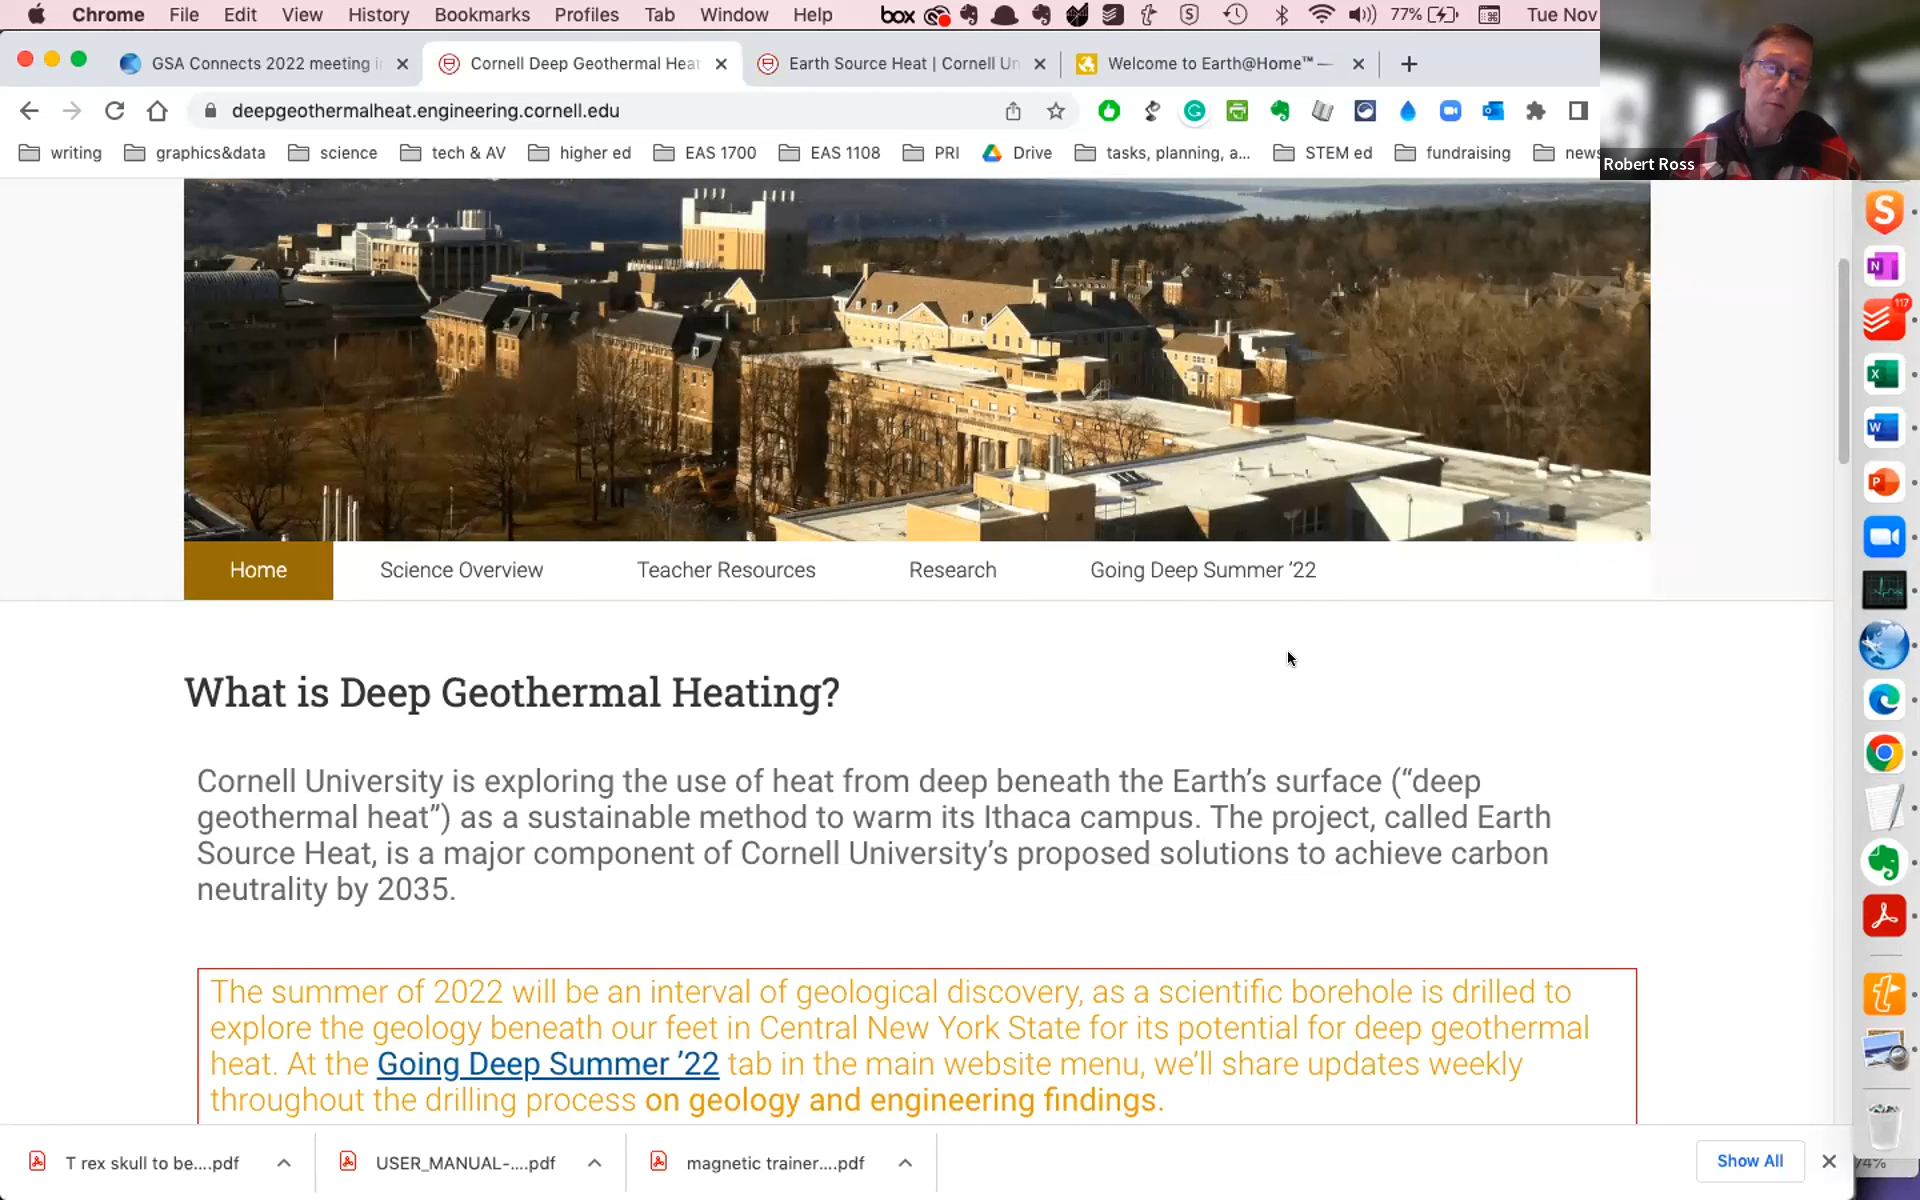 Chrome File Edit View History Bookmarks Profiles Tab Window Help box 77% Tue Nov
GSA Connects 2022 meeting i
Cornell Deep Geothermal Heat
Earth Source Heat | Cornell Un
Welcome to Earth@Home™ —
deepgeothermalheat.engineering.cornell.edu
writing graphics&data science tech & AV higher ed EAS 1700 EAS 1108 PRI Drive tasks, planning, a... STEM ed fundraising new
Robert Ross
117
Home Science Overview Teacher Resources Research Going Deep Summer ’22
What is Deep Geothermal Heating?
Cornell University is exploring the use of heat from deep beneath the Earth’s surface (“deep
geothermal heat”) as a sustainable method to warm its Ithaca campus. The project, called Earth
Source Heat, is a major component of Cornell University’s proposed solutions to achieve carbon
neutrality by 2035.
The summer of 2022 will be an interval of geological discovery, as a scientific borehole is drilled to
explore the geology beneath our feet in Central New York State for its potential for deep geothermal
heat. At the Going Deep Summer ’22 tab in the main website menu, we’ll share updates weekly
throughout the drilling process on geology and engineering findings.
T rex skull to be....pdf USER_MANUAL-....pdf magnetic trainer....pdf Show All 74%